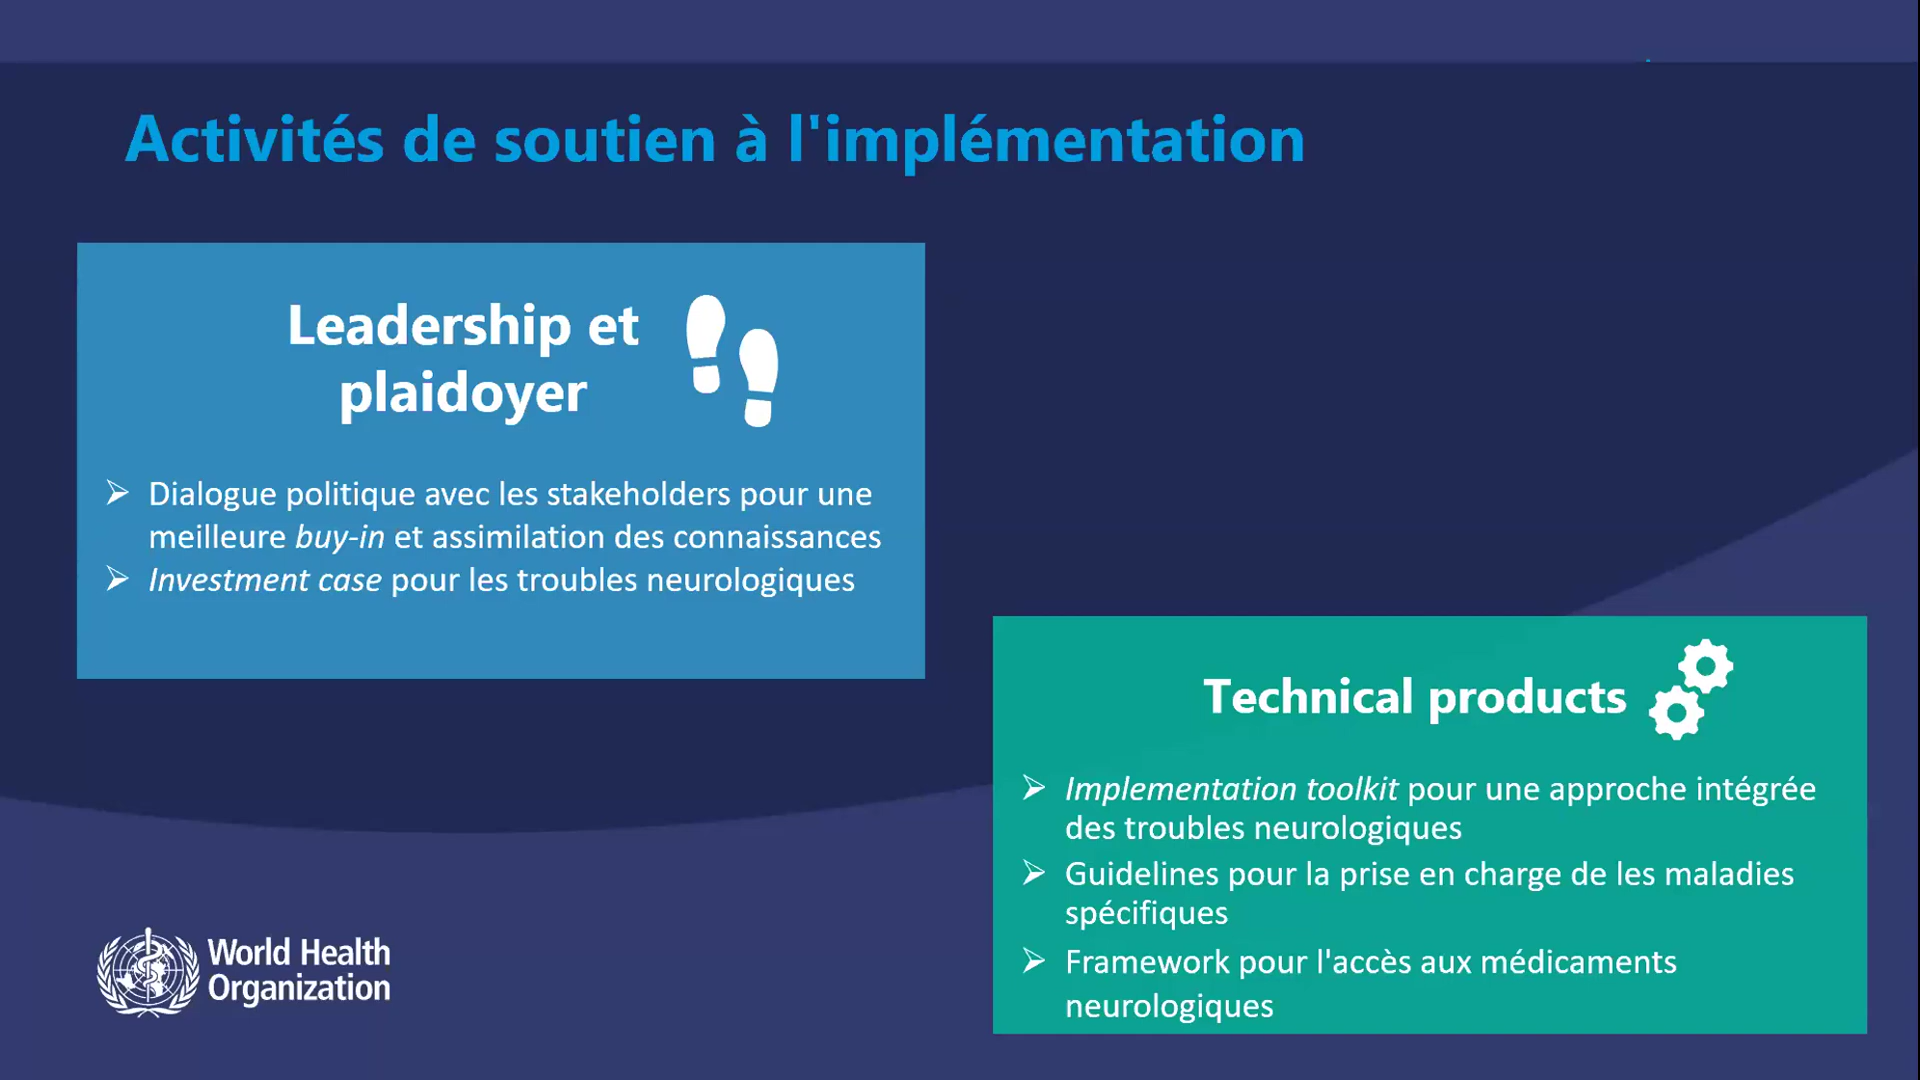 Activités de soutien à l'implémentation
Leadership et
plaidoyer
➢ Dialogue politique avec les stakeholders pour une
meilleure buy-in et assimilation des connaissances
➢ Investment case pour les troubles neurologiques
Technical products
➢ Implementation toolkit pour une approche intégrée
des troubles neurologiques
➢ Guidelines pour la prise en charge de les maladies
spécifiques
➢ Framework pour l'accès aux médicaments
neurologiques
World Health
Organization